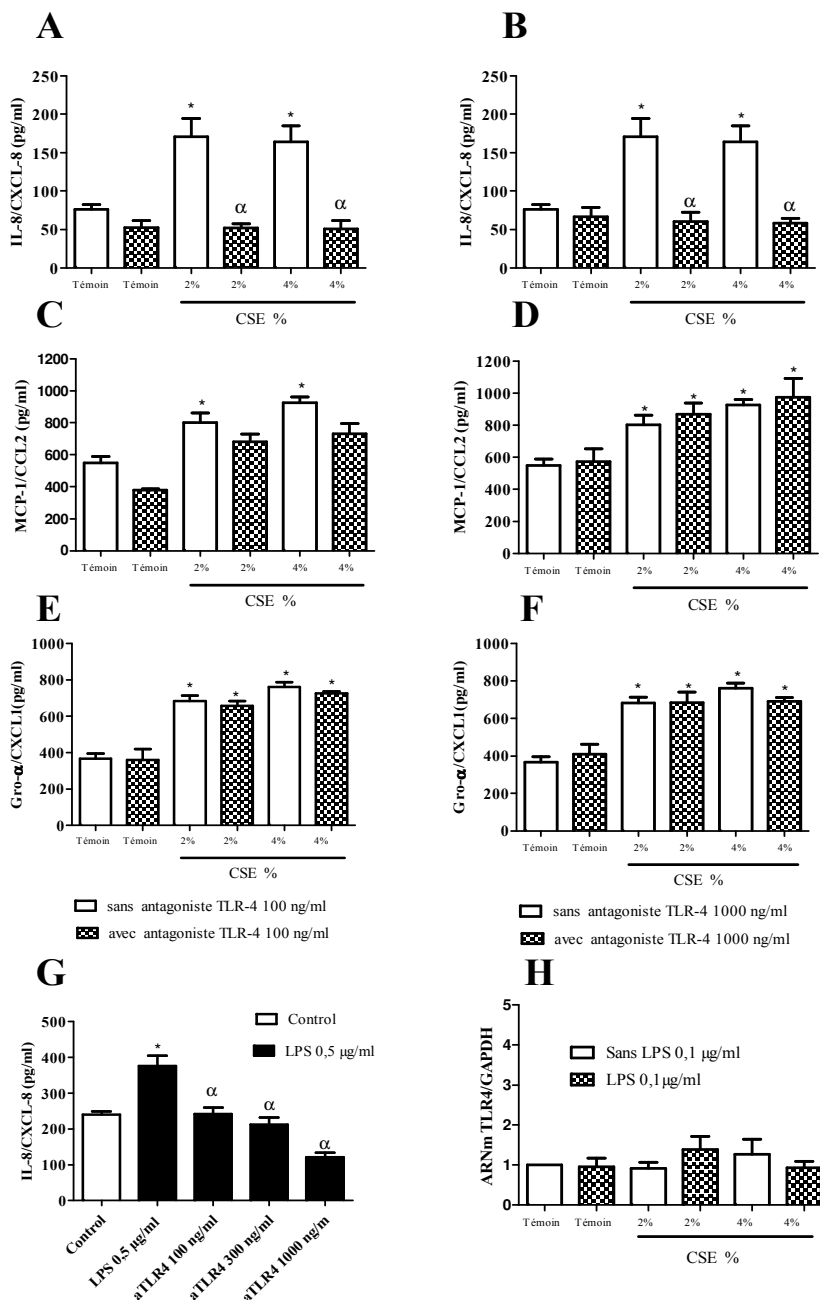 A
IL-8/CXCL-8 (pg/ml)
250
200
150
100
50
0
*
*
α
α
Témoin Témoin 2% 2% 4% 4%
CSE %
B
IL-8/CXCL-8 (pg/ml)
250
200
150
100
50
0
*
*
α
α
Témoin Témoin 2% 2% 4% 4%
CSE %
C
MCP-1/CCL2 (pg/ml)
1200
1000
800
600
400
200
0
*
*
Témoin Témoin 2% 2% 4% 4%
CSE %
D
MCP-1/CCL2 (pg/ml)
1200
1000
800
600
400
200
0
*
*
*
*
Témoin Témoin 2% 2% 4% 4%
CSE %
E
Gro-α/CXCL1(pg/ml)
1000
800
600
400
200
0
*
*
*
*
Témoin Témoin 2% 2% 4% 4%
CSE %
sans antagoniste TLR-4 100 ng/ml
avec antagoniste TLR-4 100 ng/ml
F
Gro-α/CXCL1(pg/ml)
1000
800
600
400
200
0
*
*
*
*
Témoin Témoin 2% 2% 4% 4%
CSE %
sans antagoniste TLR-4 1000 ng/ml
avec antagoniste TLR-4 1000 ng/ml
G
IL-8/CXCL-8 (pg/ml)
500
400
300
200
100
0
*
α
α
α
Control
LPS 0,5 µg/ml
Control
LPS 0,5 µg/ml
aTLR4 100 ng/ml
aTLR4 300 ng/ml
aTLR4 1000 ng/m
H
ARNm TLR4/GAPDH
5
4
3
2
1
0
Sans LPS 0,1 µg/ml
LPS 0,1µg/ml
Témoin Témoin 2% 2% 4% 4%
CSE %